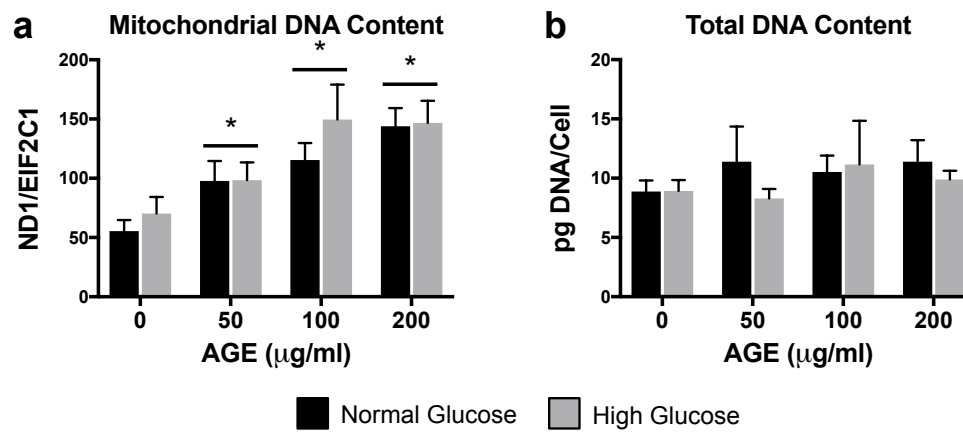 a Mitochondrial DNA Content
ND1/EIF2C1
200
150
100
50
0
* * *
0 50 100 200
AGE (μg/ml)
b Total DNA Content
pg DNA/Cell
20
15
10
5
0
0 50 100 200
AGE (μg/ml)
Normal Glucose High Glucose